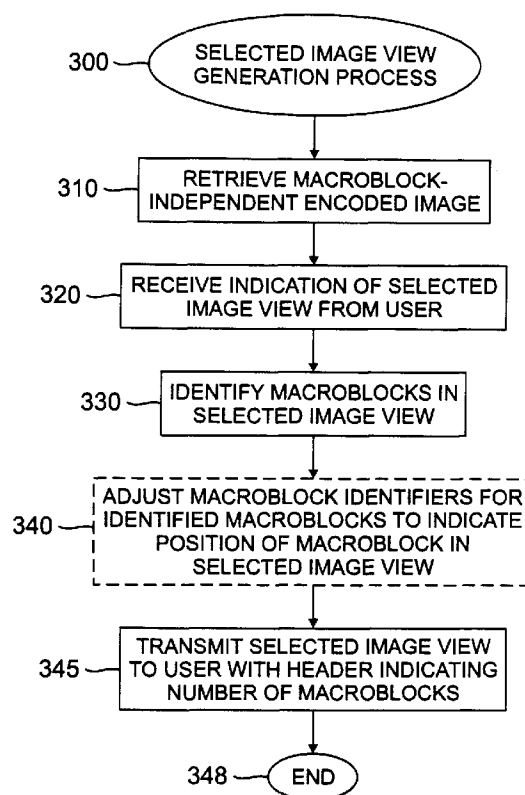 300
SELECTED IMAGE VIEW
GENERATION PROCESS
310
RETRIEVE MACROBLOCK-
INDEPENDENT ENCODED IMAGE
320
RECEIVE INDICATION OF SELECTED
IMAGE VIEW FROM USER
330
IDENTIFY MACROBLOCKS IN
SELECTED IMAGE VIEW
340
ADJUST MACROBLOCK IDENTIFIERS FOR
IDENTIFIED MACROBLOCKS TO INDICATE
POSITION OF MACROBLOCK IN
SELECTED IMAGE VIEW
345
TRANSMIT SELECTED IMAGE VIEW
TO USER WITH HEADER INDICATING
NUMBER OF MACROBLOCKS
348
END